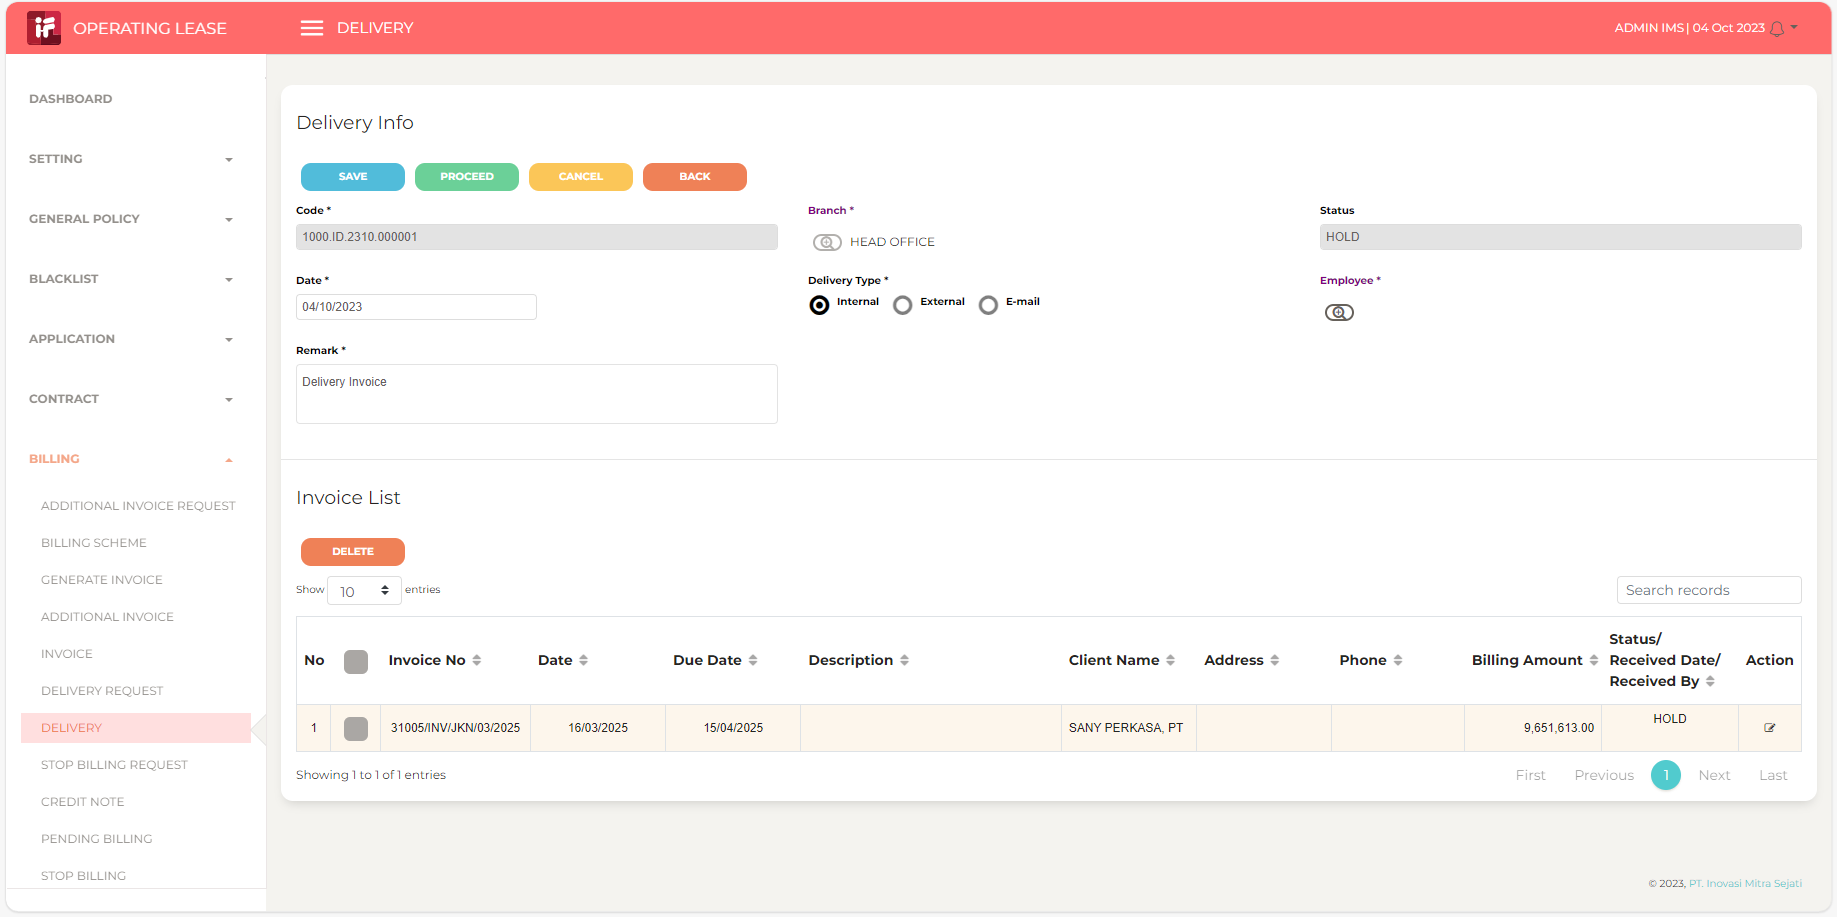 OPERATING LEASE
DELIVERY
ADMIN IMS | 04 Oct 2023
DASHBOARD
SETTING
GENERAL POLICY
BLACKLIST
APPLICATION
CONTRACT
BILLING
ADDITIONAL INVOICE REQUEST
BILLING SCHEME
GENERATE INVOICE
ADDITIONAL INVOICE
INVOICE
DELIVERY REQUEST
DELIVERY
STOP BILLING REQUEST
CREDIT NOTE
PENDING BILLING
STOP BILLING
Delivery Info
SAVE PROCEED CANCEL BACK
Code * Branch * Status
1000.ID.2310.000001 HEAD OFFICE HOLD
Date * Delivery Type * Employee *
04/10/2023 Internal External E-mail
Remark *
Delivery Invoice
Invoice List
DELETE
Show 10 entries Search records
No Invoice No Date Due Date Description Client Name Address Phone Billing Amount Status/ Received Date/ Received By Action
1 31005/INV/JKN/03/2025 16/03/2025 15/04/2025 SANY PERKASA, PT 9,651,613.00 HOLD
Showing 1 to 1 of 1 entries First Previous 1 Next Last
© 2023, PT. Inovasi Mitra Sejati